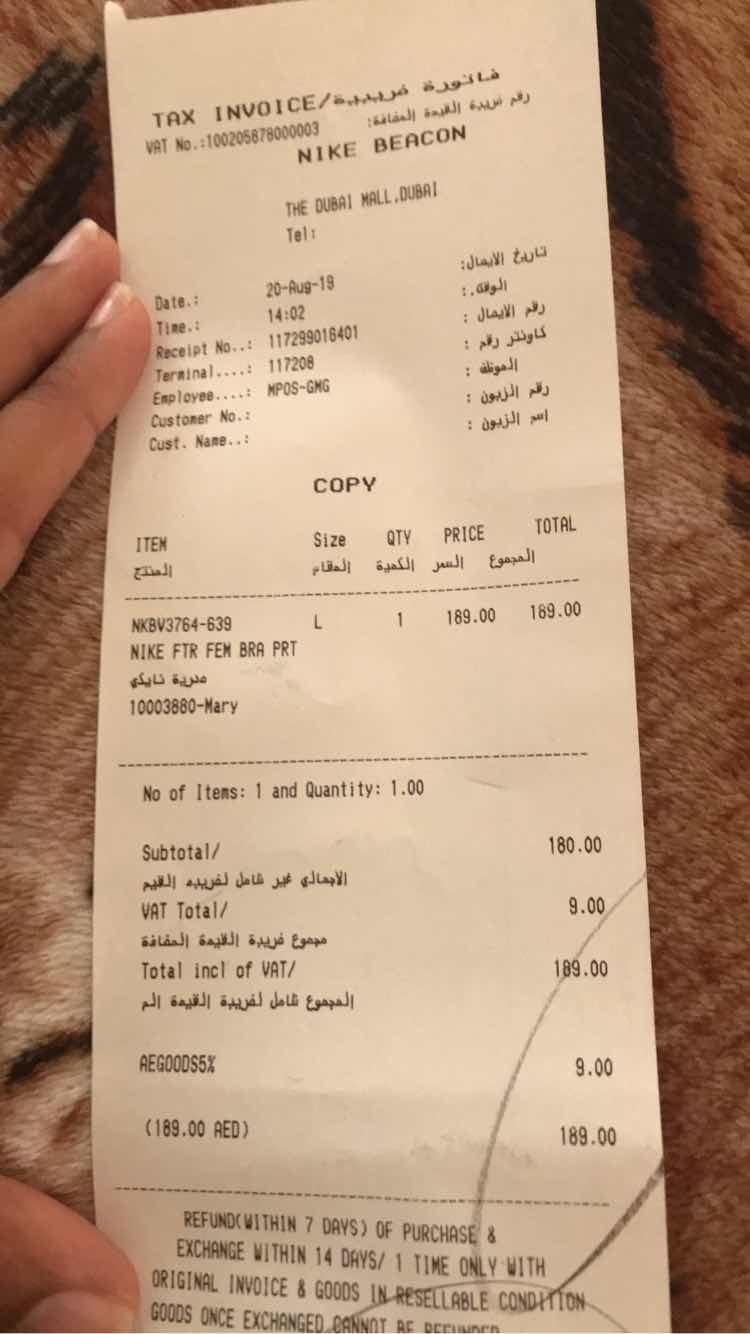 TAX INVOICE/فاتورة ضريبية
VAT No.:100205878000003 رقم ضريبة القيمة المضافة:
NIKE BEACON
THE DUBAI MALL,DUBAI
Tel:
Date.: 20-Aug-19 تاريخ الايصال:
Time.: 14:02 الوقت.:
Receipt No..: 117299016401 رقم الايصال :
Terminal....: 117208 كاونتر رقم :
Employee....: MPOS-GMG الموظف :
Customer No.: رقم الزبون :
Cust. Name..: اسم الزبون :
COPY
ITEM Size QTY PRICE TOTAL
المنتج المقاس الكمية السعر المجموع
NKBV3764-639 L 1 189.00 189.00
NIKE FTR FEM BRA PRT
صدرية نايكي
10003880-Mary
No of Items: 1 and Quantity: 1.00
Subtotal/ 180.00
الاجمالي غير شامل لضريبه القيم
VAT Total/ 9.00
مجموع ضريبة القيمة المضافة
Total incl of VAT/ 189.00
المجموع شامل لضريبة القيمة الم
AEGOODS5% 9.00
(189.00 AED) 189.00
REFUND(WITHIN 7 DAYS) OF PURCHASE &
EXCHANGE WITHIN 14 DAYS/ 1 TIME ONLY WITH
ORIGINAL INVOICE & GOODS IN RESELLABLE CONDITION
GOODS ONCE EXCHANGED CANNOT BE REFUNDED